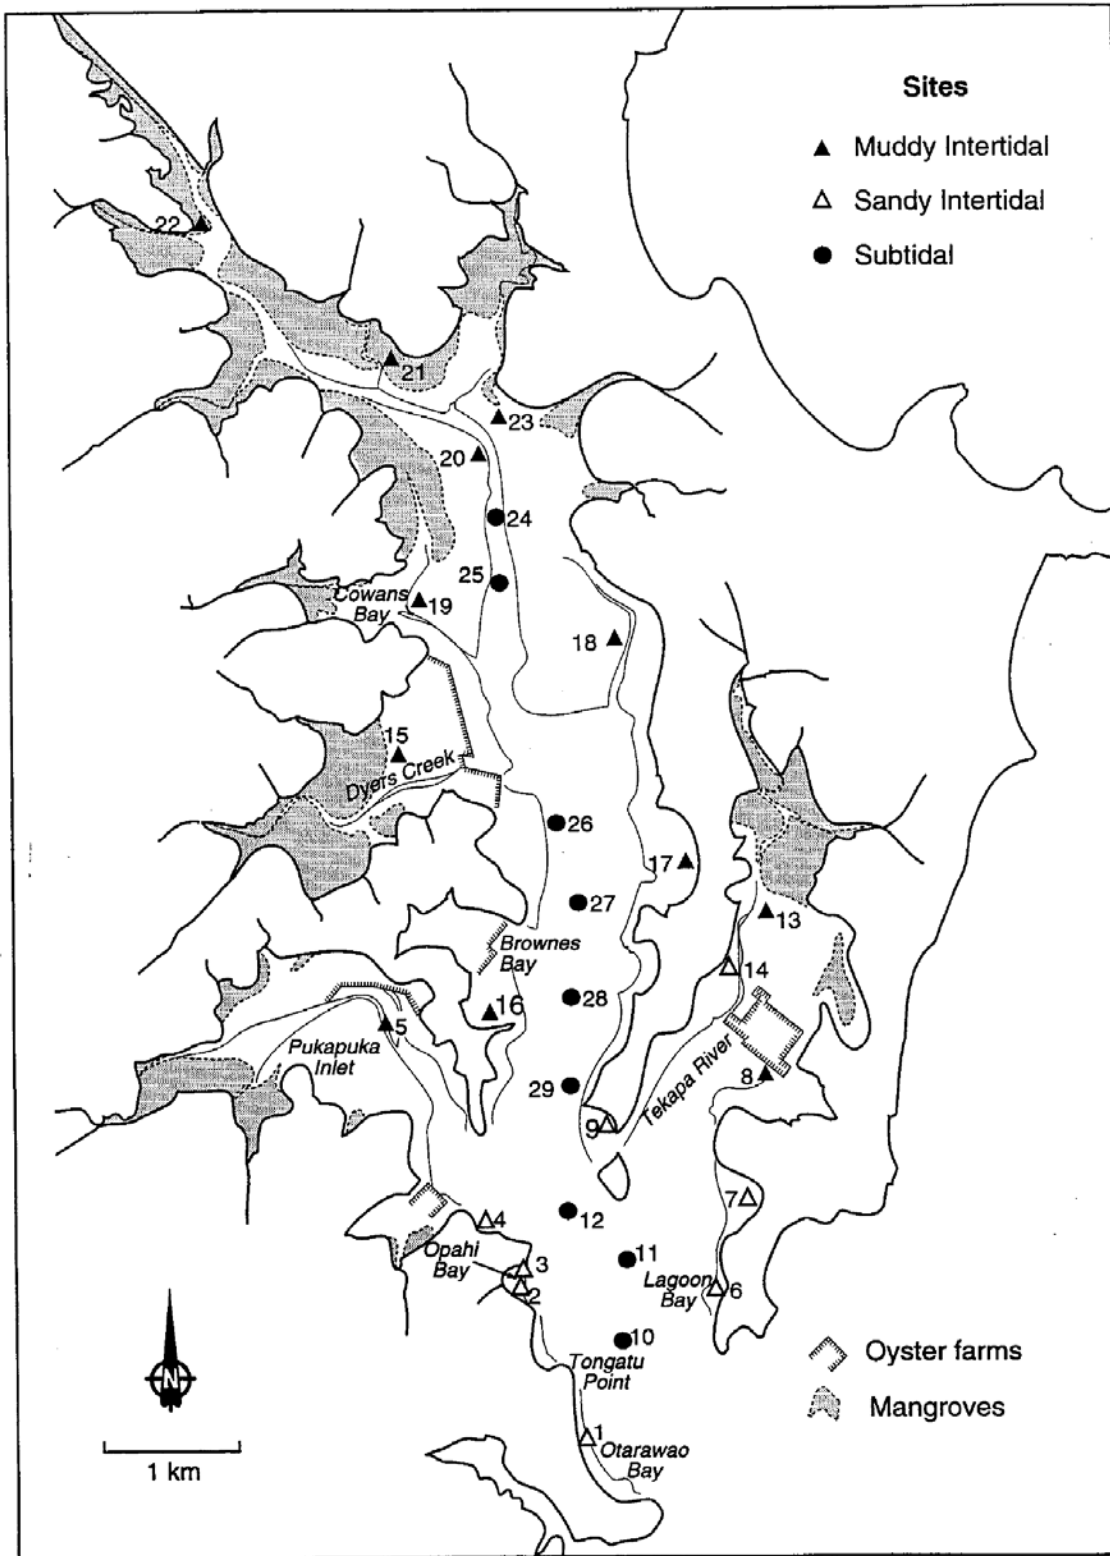 Sites
Muddy Intertidal
Sandy Intertidal
Subtidal
22
21
23
20
24
25
Cowans
Bay
19
18
15
Dyers Creek
26
17
27
13
Brownes
Bay
14
28
16
5
Pukapuka
Inlet
Tekapa River
8
29
9
7
12
4
Opahi
Bay
3
11
2
Lagoon
Bay
6
10
Tongatu
Point
Oyster farms
Mangroves
1
Otarawao
Bay
N
1 km